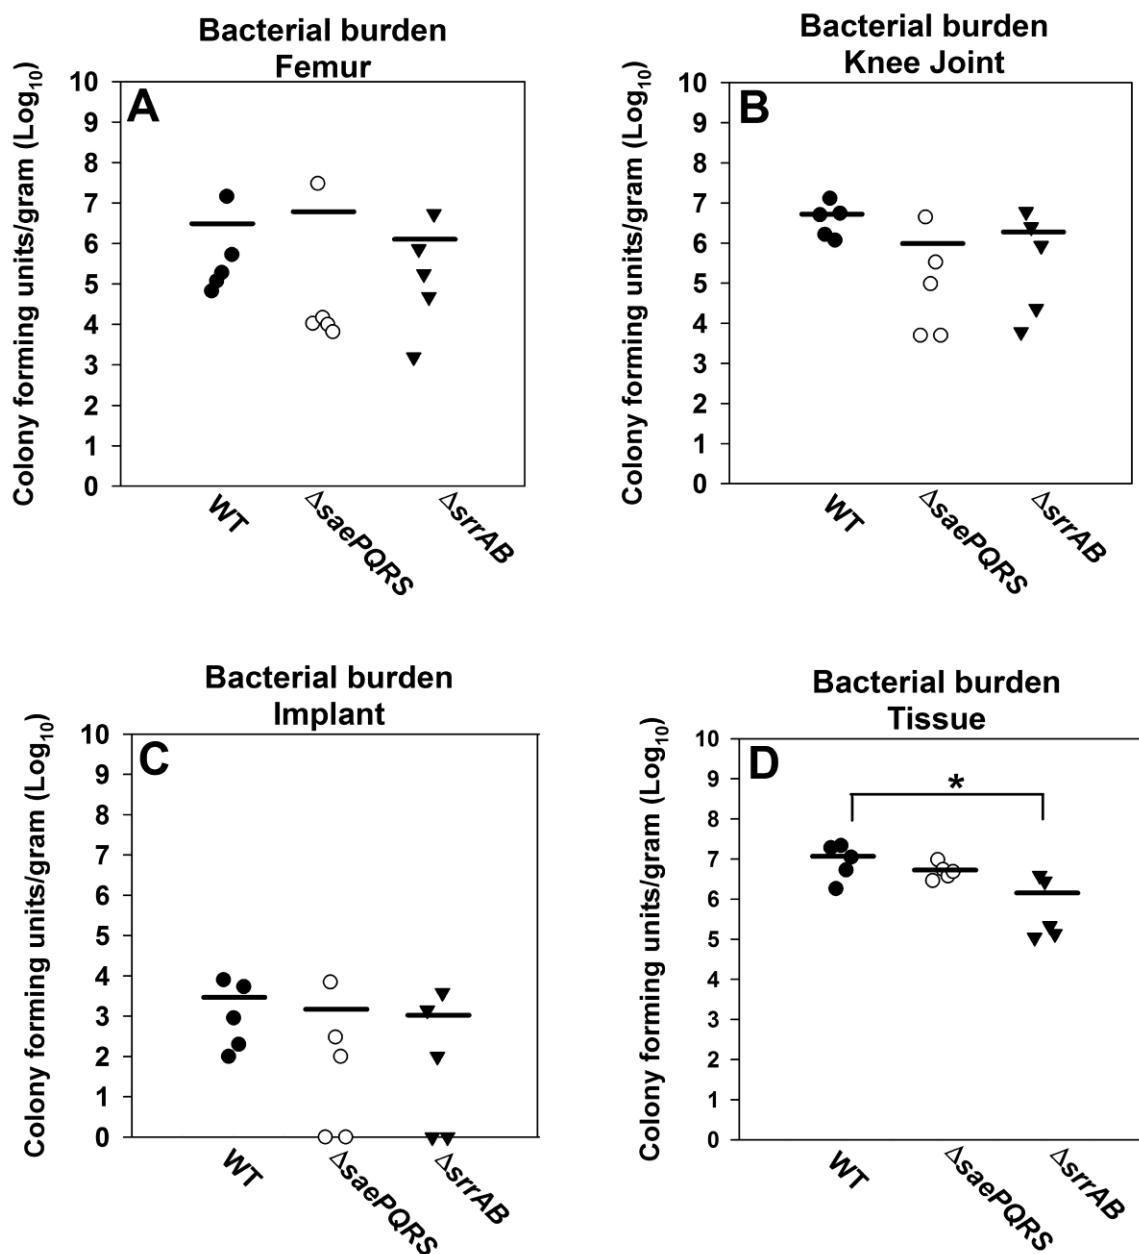 Bacterial burden
Femur
A
Colony forming units/gram (Log10)
10
9
8
7
6
5
4
3
2
1
0
WT
ΔsaePQRS
ΔsrrAB
Bacterial burden
Knee Joint
B
Colony forming units/gram (Log10)
10
9
8
7
6
5
4
3
2
1
0
WT
ΔsaePQRS
ΔsrrAB
Bacterial burden
Implant
C
Colony forming units/gram (Log10)
10
9
8
7
6
5
4
3
2
1
0
WT
ΔsaePQRS
ΔsrrAB
Bacterial burden
Tissue
D
*
Colony forming units/gram (Log10)
10
9
8
7
6
5
4
3
2
1
0
WT
ΔsaePQRS
ΔsrrAB